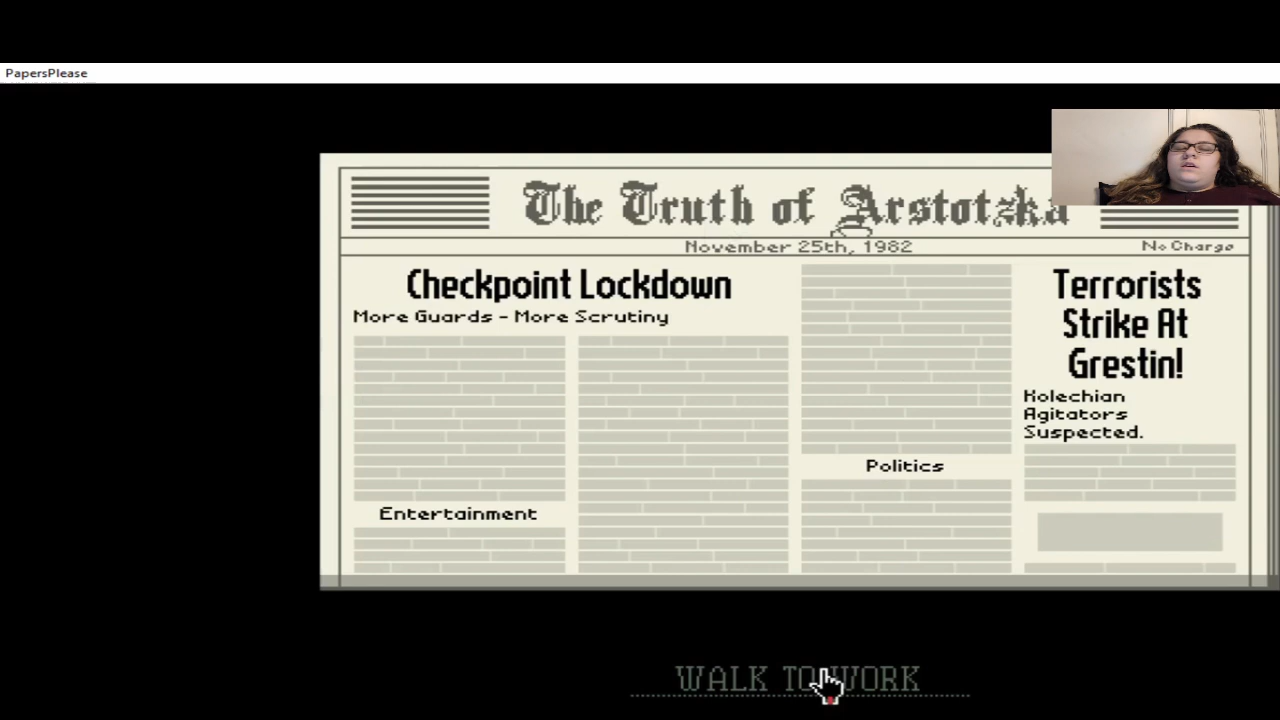 PapersPlease
The Truth of Arstotzka
November 25th, 1982
No Charge
Checkpoint Lockdown
More Guards - More Scrutiny
Entertainment
Politics
Terrorists
Strike At
Grestin!
Kolechian
Agitators
Suspected.
WALK TO WORK